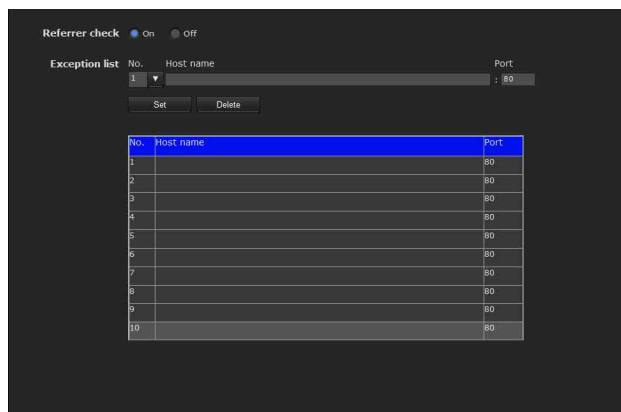 Referrer check On Off
Exception list No. Host name Port
1 : 80
Set Delete
No. Host name Port
1 80
2 80
3 80
4 80
5 80
6 80
7 80
8 80
9 80
10 80